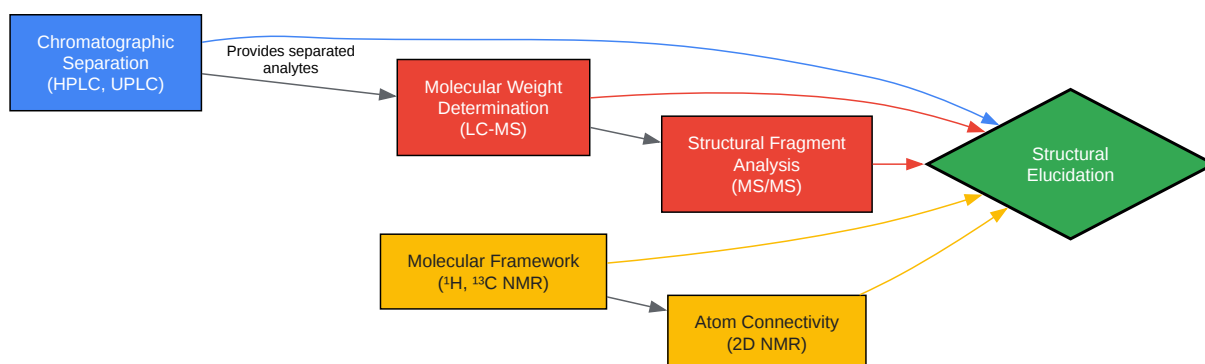 Chromatographic
Separation
(HPLC, UPLC)
Provides separated
analytes
Molecular Weight
Determination
(LC-MS)
Structural Fragment
Analysis
(MS/MS)
Structural
Elucidation
Molecular Framework
(¹H, ¹³C NMR)
Atom Connectivity
(2D NMR)